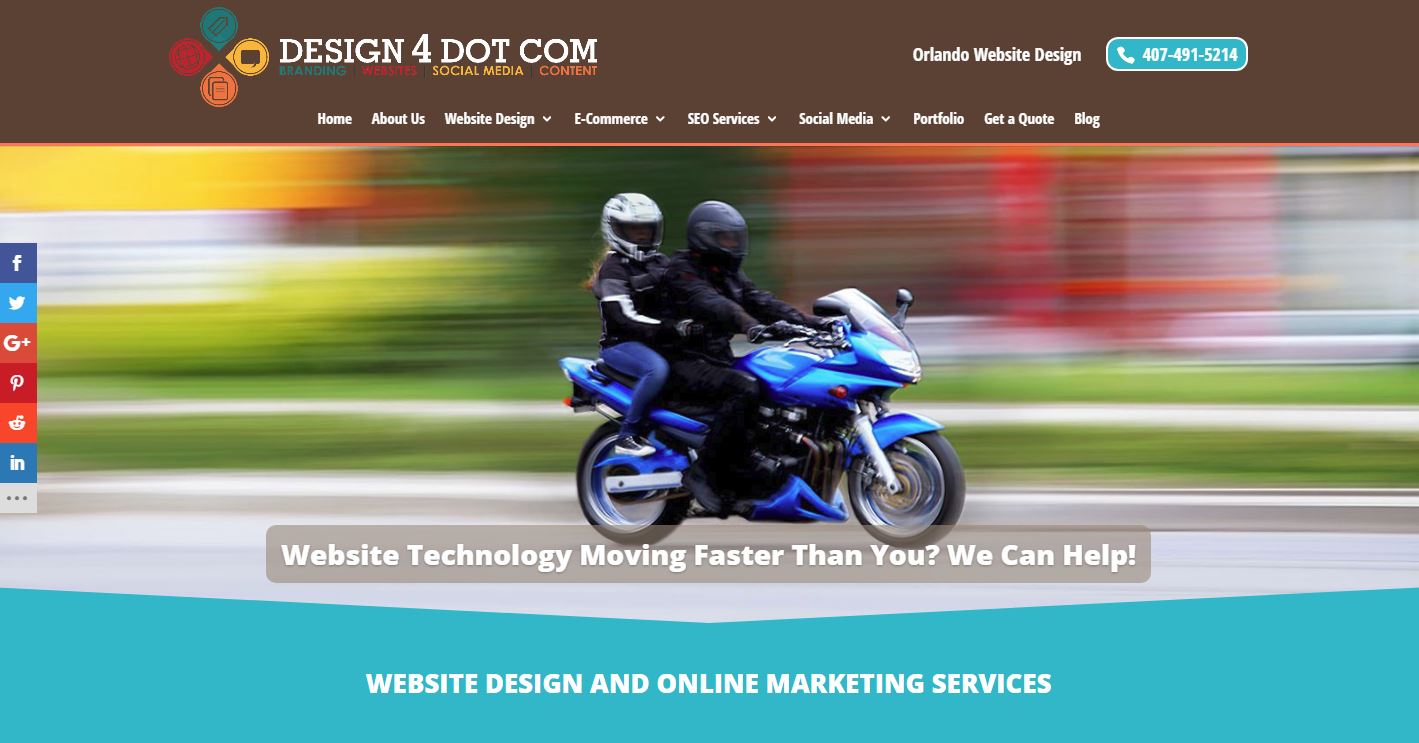 DESIGN 4 DOT COM
BRANDING | WEBSITES | SOCIAL MEDIA | CONTENT
Orlando Website Design
407-491-5214
Home About Us Website Design E-Commerce SEO Services Social Media Portfolio Get a Quote Blog
f
G+
in
Website Technology Moving Faster Than You? We Can Help!
WEBSITE DESIGN AND ONLINE MARKETING SERVICES